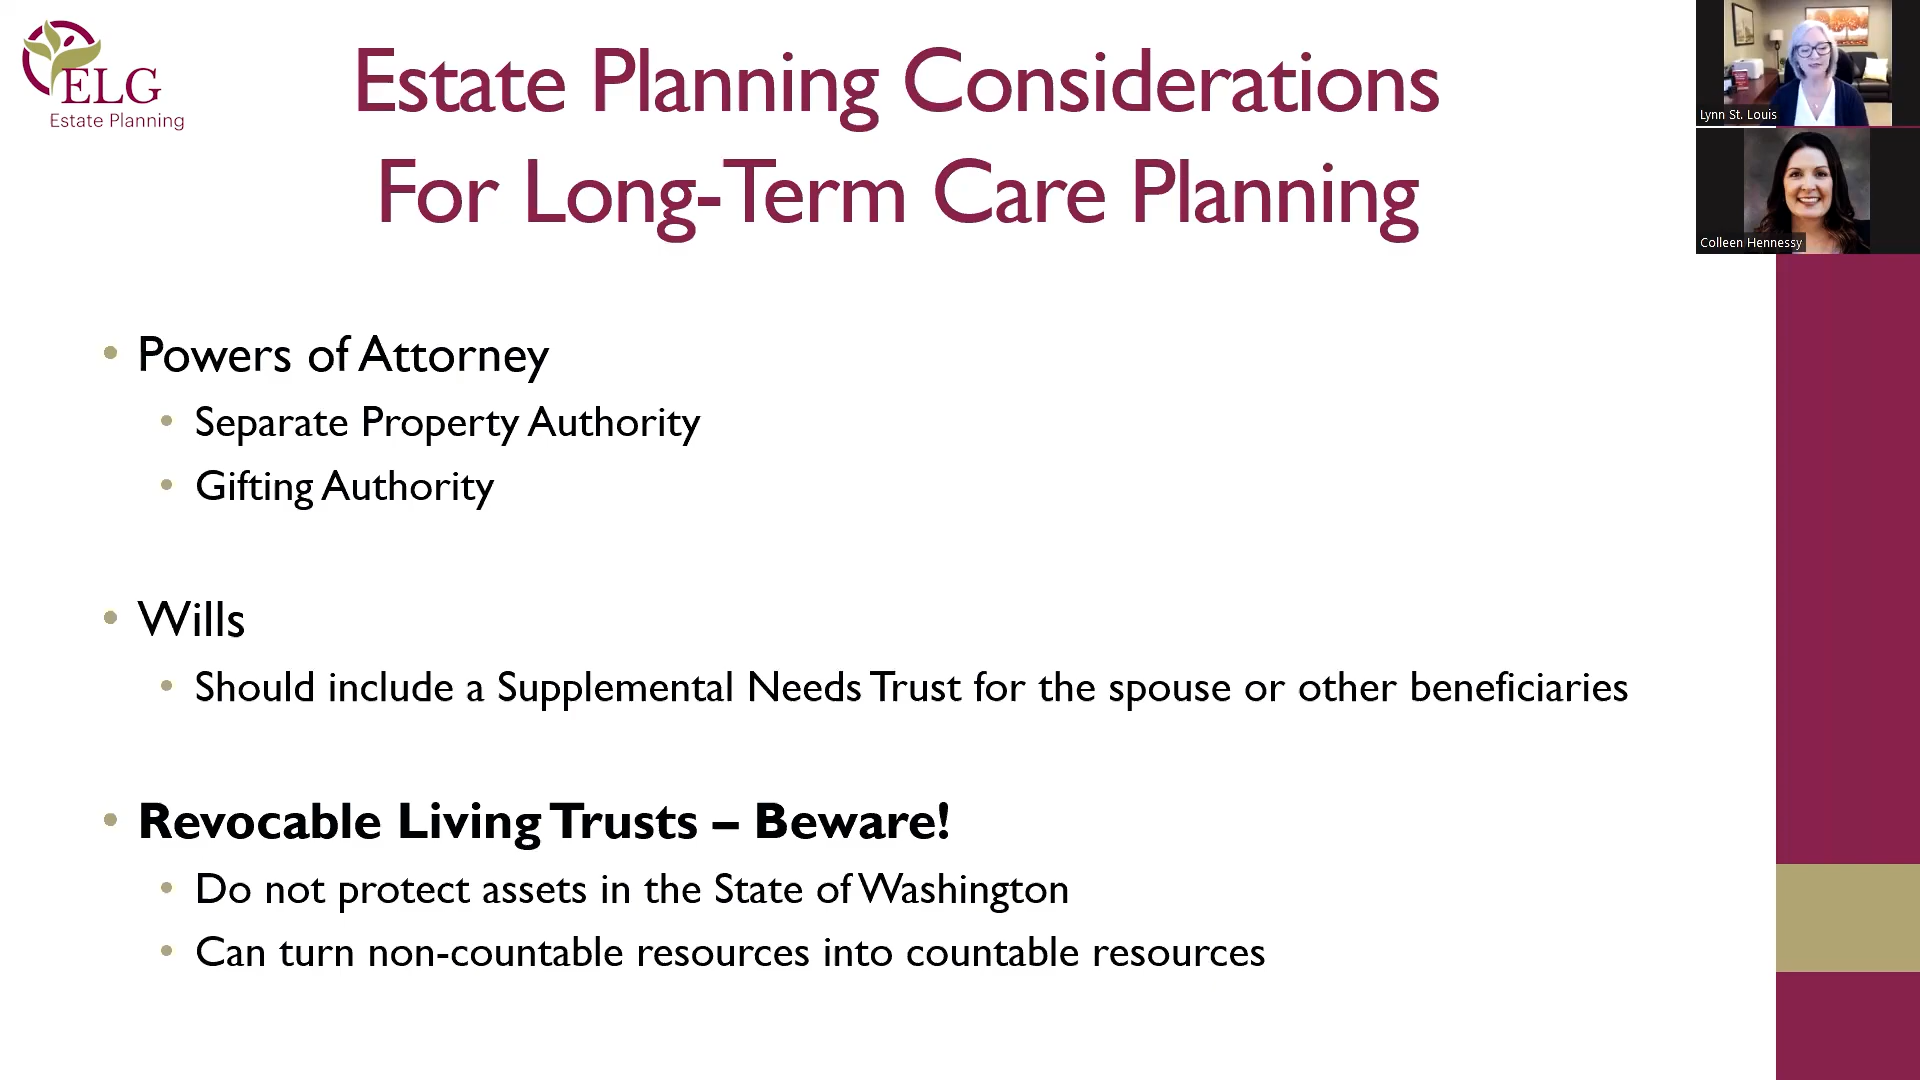 ELG
Estate Planning
Estate Planning Considerations
For Long-Term Care Planning
Lynn St. Louis
Colleen Hennessy
• Powers of Attorney
• Separate Property Authority
• Gifting Authority
• Wills
• Should include a Supplemental Needs Trust for the spouse or other beneficiaries
• Revocable Living Trusts – Beware!
• Do not protect assets in the State of Washington
• Can turn non-countable resources into countable resources